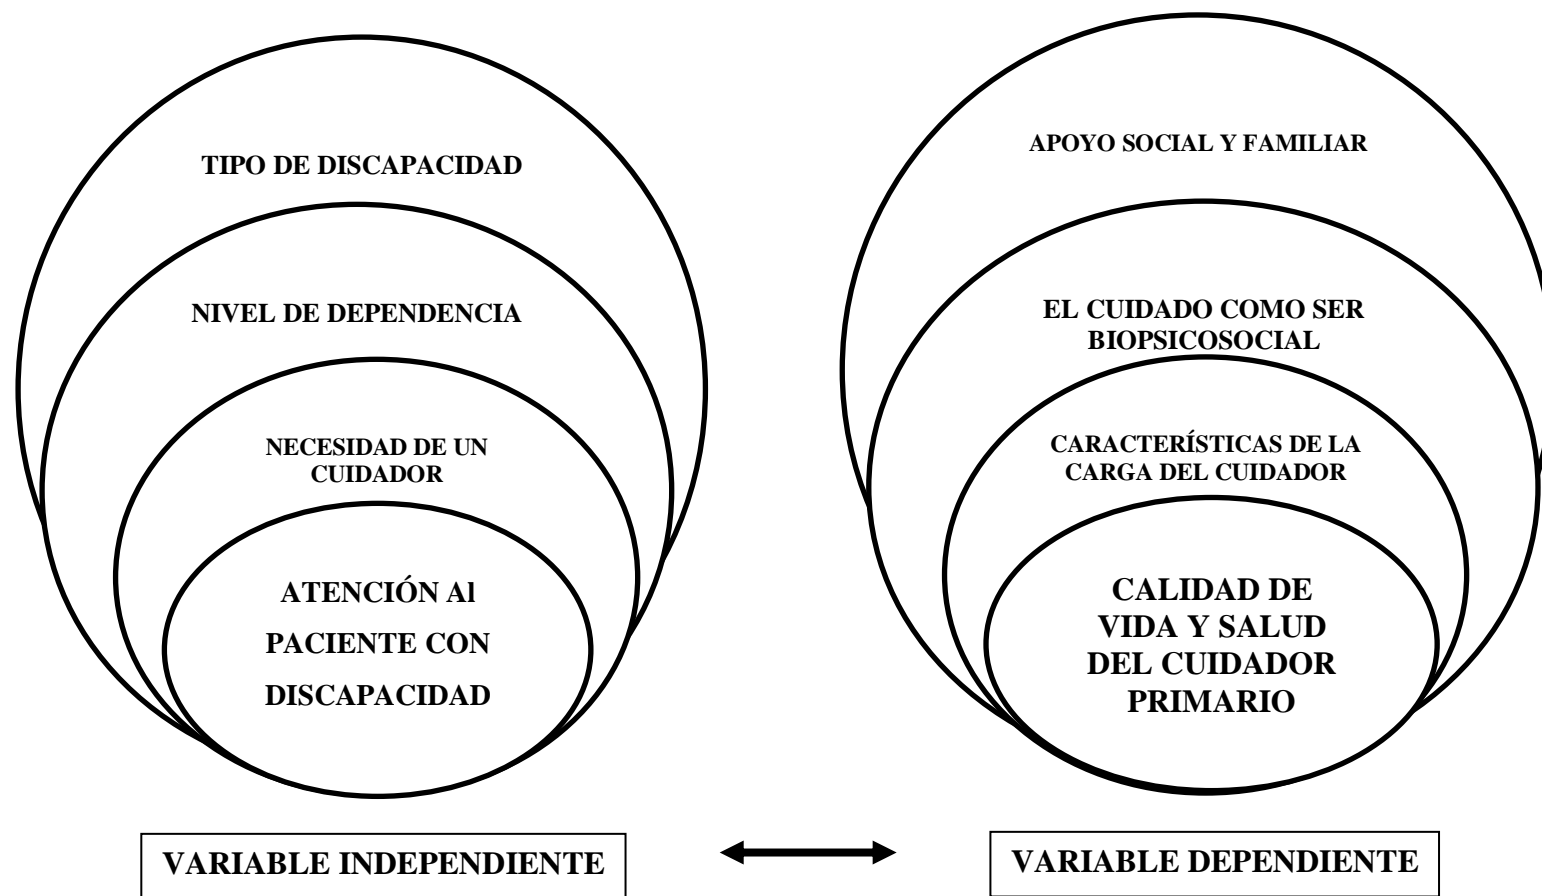 TIPO DE DISCAPACIDAD
NIVEL DE DEPENDENCIA
NECESIDAD DE UN
CUIDADOR
ATENCIÓN Al
PACIENTE CON
DISCAPACIDAD
VARIABLE INDEPENDIENTE
APOYO SOCIAL Y FAMILIAR
EL CUIDADO COMO SER
BIOPSICOSOCIAL
CARACTERÍSTICAS DE LA
CARGA DEL CUIDADOR
CALIDAD DE
VIDA Y SALUD
DEL CUIDADOR
PRIMARIO
VARIABLE DEPENDIENTE